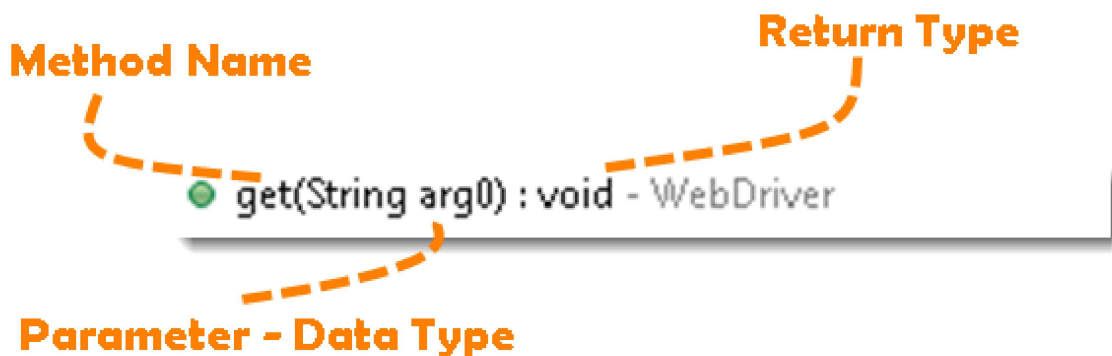 Return Type
Method Name
get(String arg0) : void - WebDriver
Parameter - Data Type